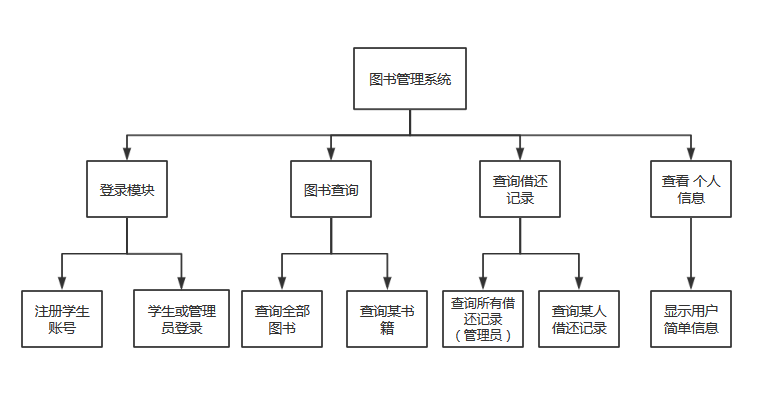 图书管理系统
登录模块
图书查询
查询借还
记录
查看 个人
信息
注册学生
账号
学生或管理
员登录
查询全部
图书
查询某书
籍
查询所有借
还记录
（管理员）
查询某人
借还记录
显示用户
简单信息